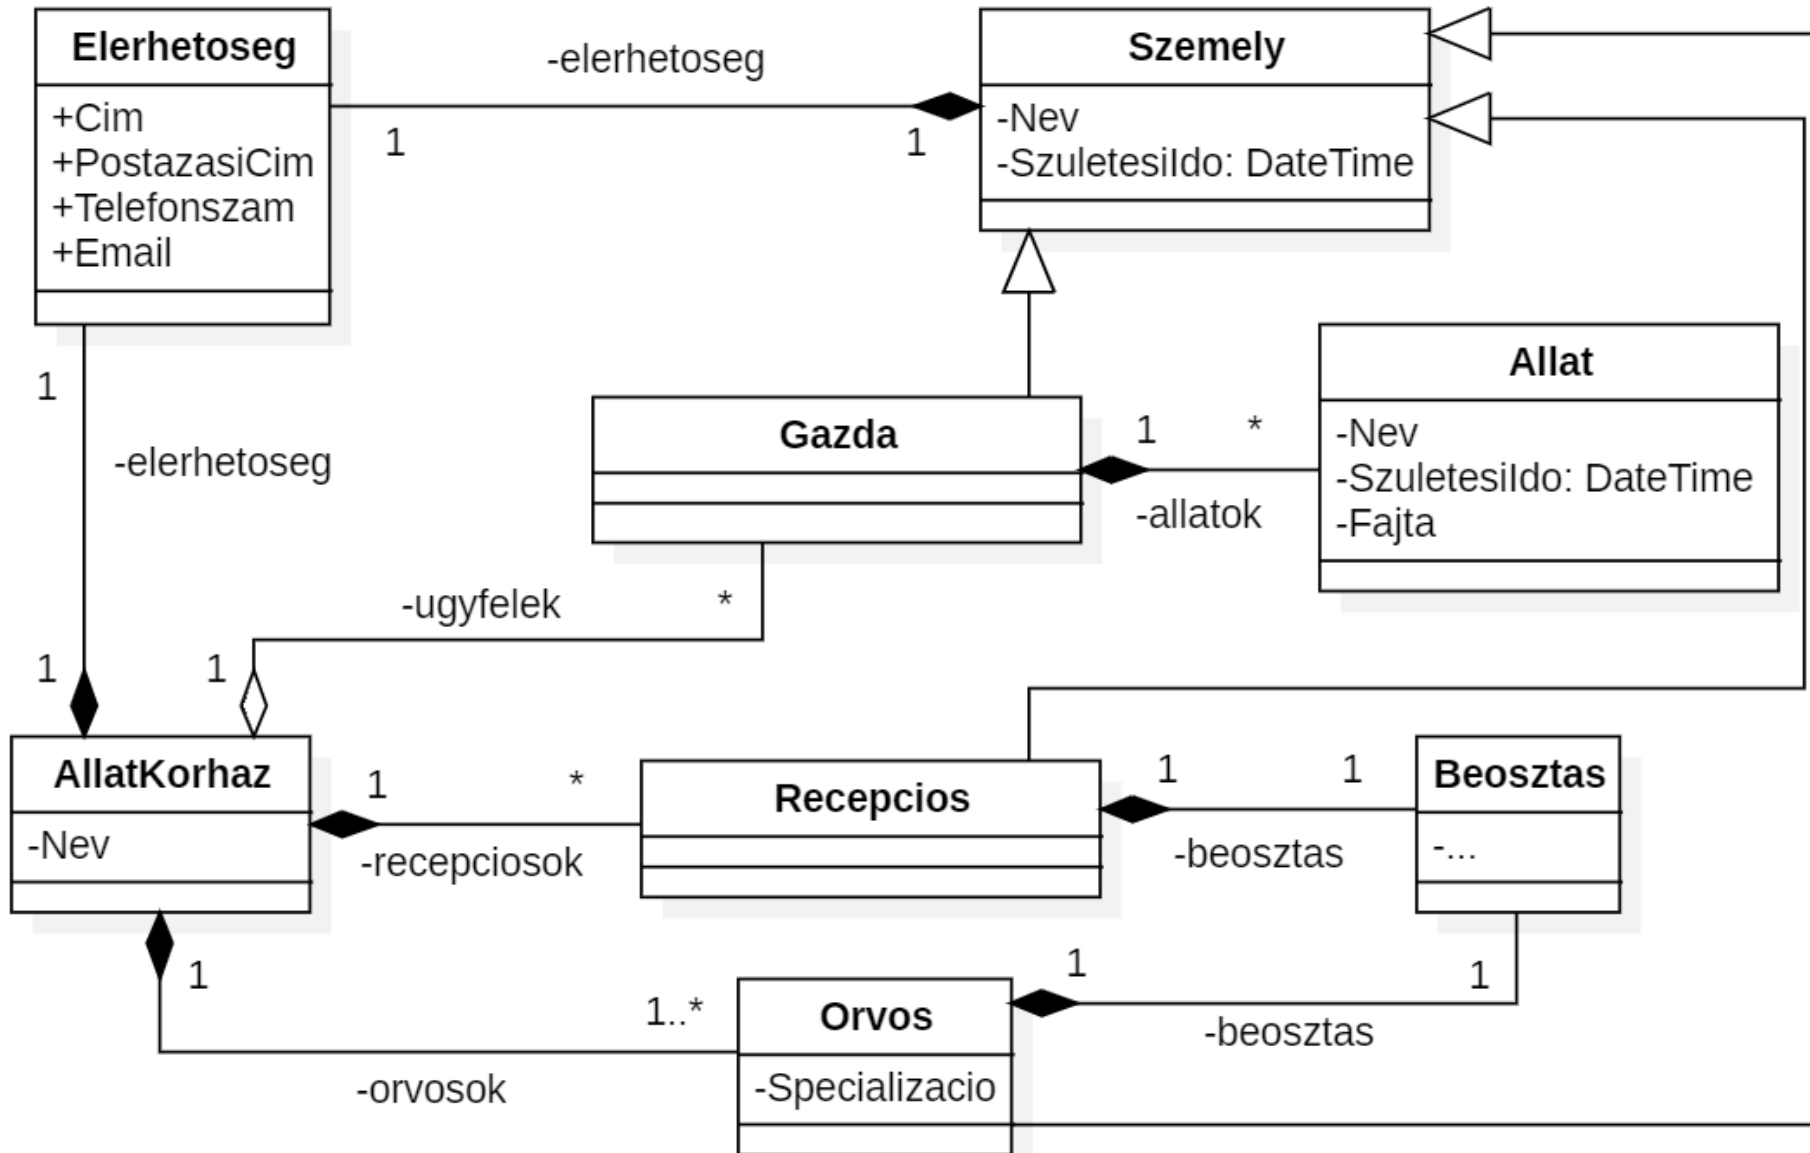 Elerhetoseg
+Cim
+PostazasiCim
+Telefonszam
+Email
-elerhetoseg
1
1
Szemely
-Nev
-SzuletesiIdo: DateTime
1
-elerhetoseg
1
Gazda
1
*
-allatok
Allat
-Nev
-SzuletesiIdo: DateTime
-Fajta
-ugyfelek
*
1
AllatKorhaz
-Nev
1
*
-recepciosok
Recepcios
1
1
-beosztas
Beosztas
-...
1
1..*
-orvosok
Orvos
-Specializacio
1
1
-beosztas